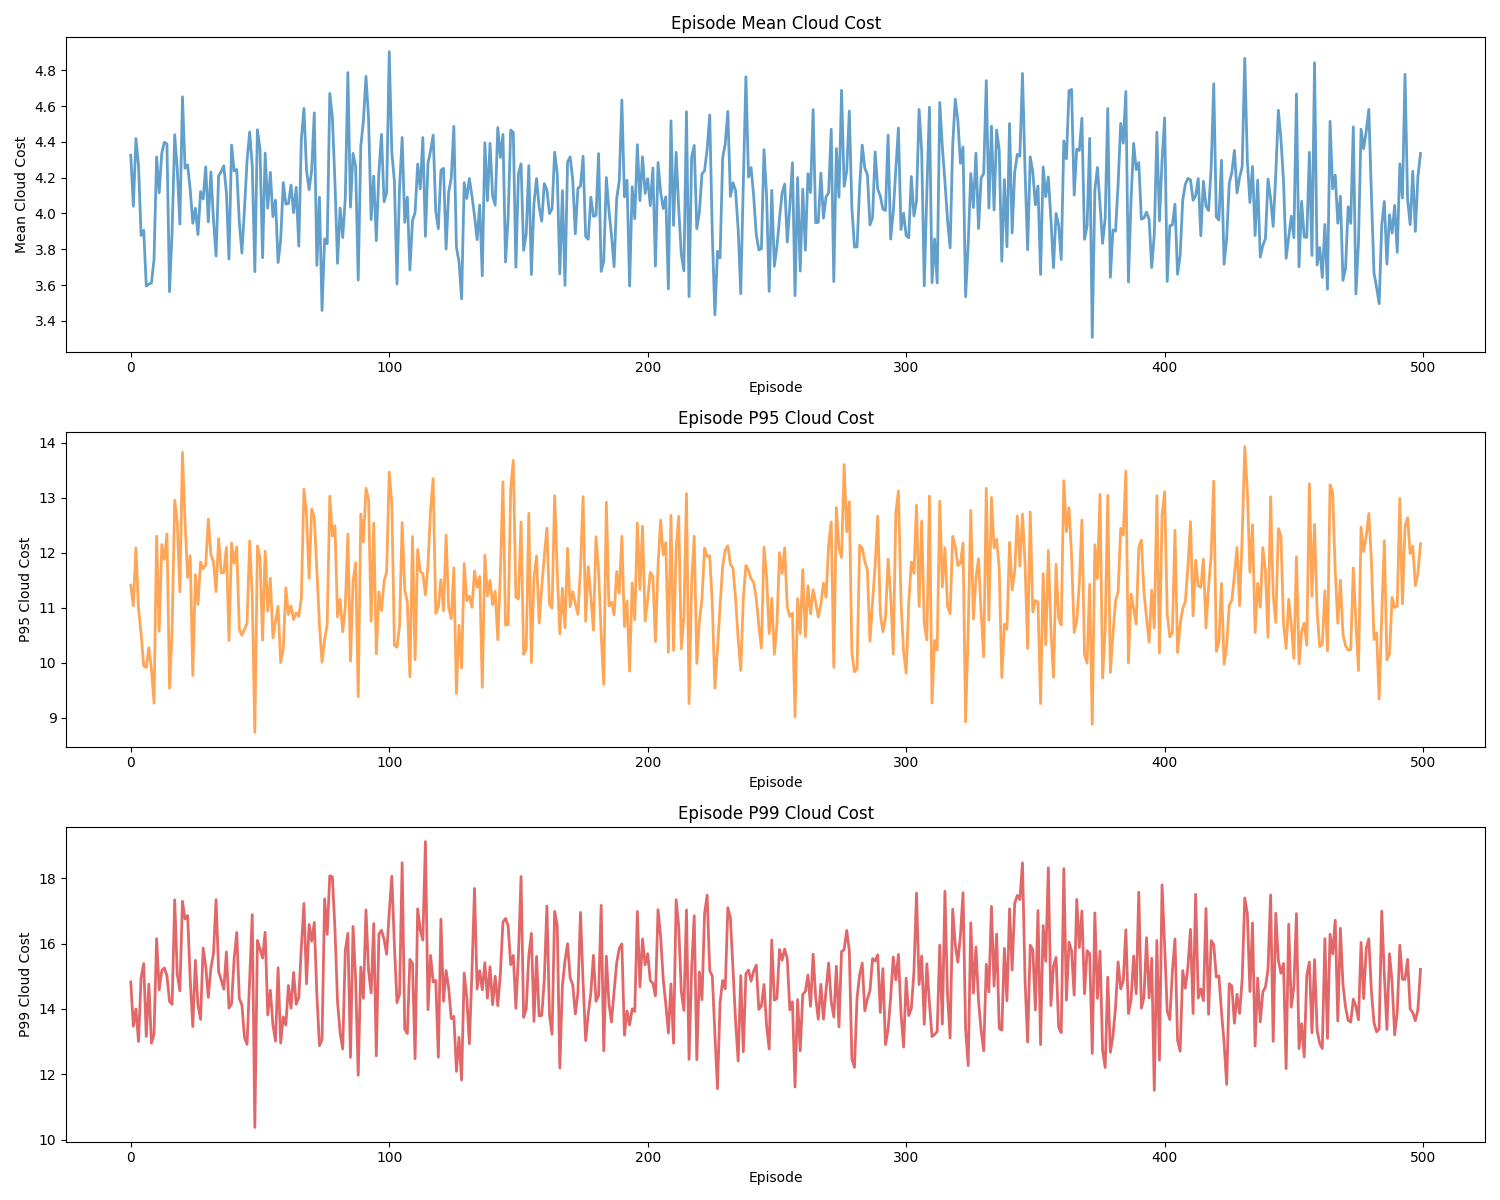 Episode Mean Cloud Cost
Mean Cloud Cost
4.8
4.6
4.4
4.2
4.0
3.8
3.6
3.4
0 100 200 300 400 500
Episode
Episode P95 Cloud Cost
P95 Cloud Cost
14
13
12
11
10
9
0 100 200 300 400 500
Episode
Episode P99 Cloud Cost
P99 Cloud Cost
18
16
14
12
10
0 100 200 300 400 500
Episode